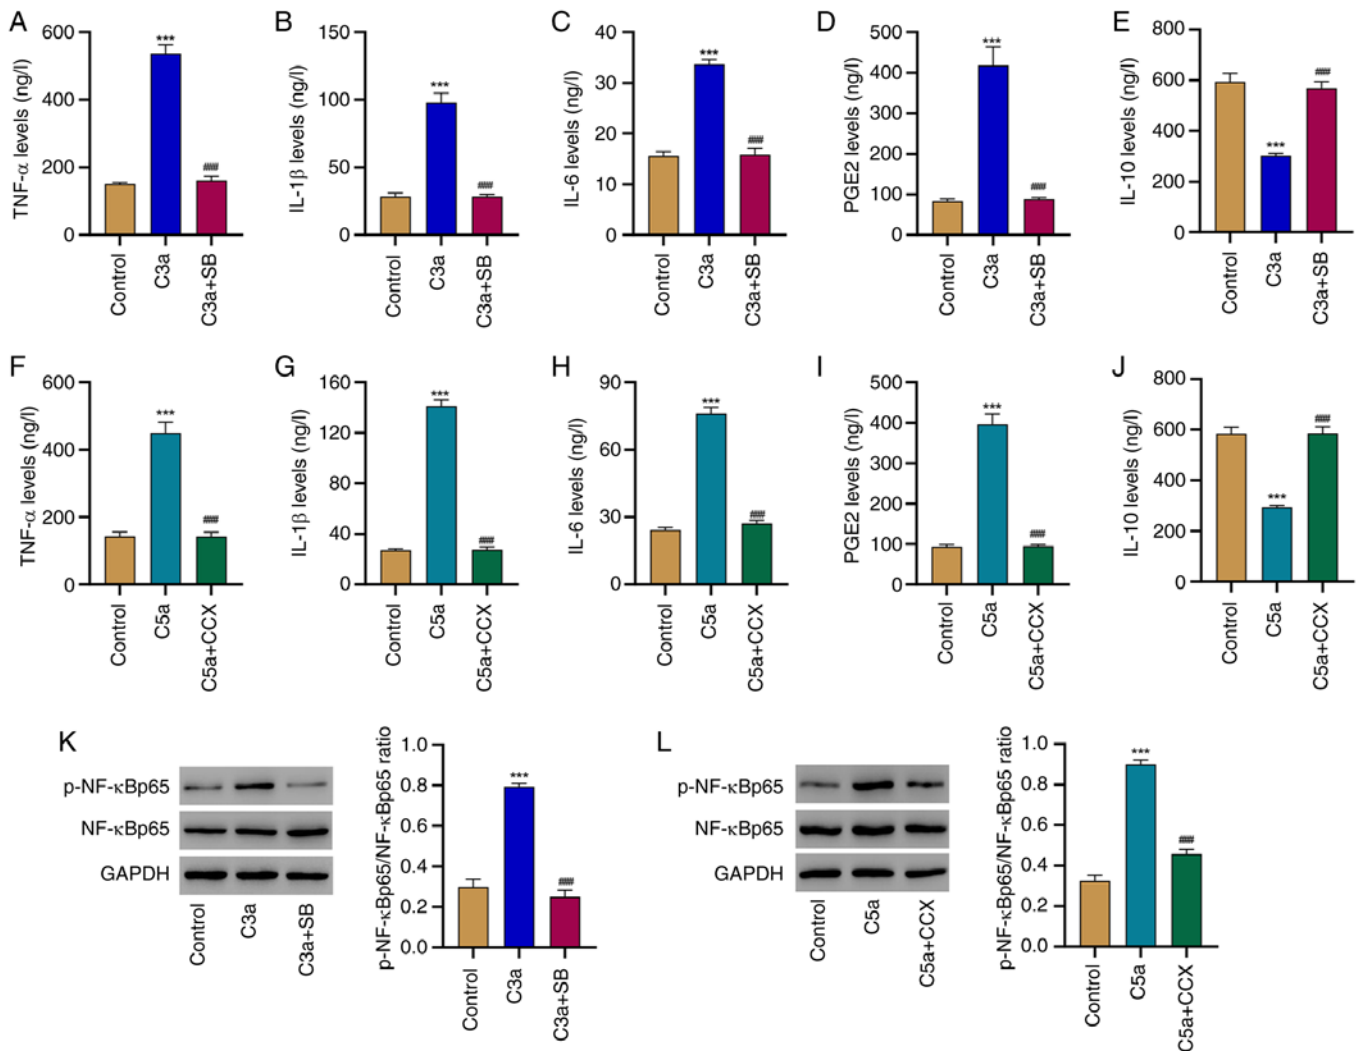 A
TNF-α levels (ng/l)
600
400
200
0
***
###
Control
C3a
C3a+SB
B
IL-1β levels (ng/l)
150
100
50
0
***
###
Control
C3a
C3a+SB
C
IL-6 levels (ng/l)
40
30
20
10
0
***
###
Control
C3a
C3a+SB
D
PGE2 levels (ng/l)
500
400
300
200
100
0
***
###
Control
C3a
C3a+SB
E
IL-10 levels (ng/l)
800
600
400
200
0
***
###
Control
C3a
C3a+SB
F
TNF-α levels (ng/l)
600
400
200
0
***
###
Control
C5a
C5a+CCX
G
IL-1β levels (ng/l)
160
120
80
40
0
***
###
Control
C5a
C5a+CCX
H
IL-6 levels (ng/l)
90
60
30
0
***
###
Control
C5a
C5a+CCX
I
PGE2 levels (ng/l)
500
400
300
200
100
0
***
###
Control
C5a
C5a+CCX
J
IL-10 levels (ng/l)
800
600
400
200
0
***
###
Control
C5a
C5a+CCX
K
p-NF-κBp65
NF-κBp65
GAPDH
Control
C3a
C3a+SB
p-NF-κBp65/NF-κBp65 ratio
1.0
0.8
0.6
0.4
0.2
0.0
***
###
Control
C3a
C3a+SB
L
p-NF-κBp65
NF-κBp65
GAPDH
Control
C5a
C5a+CCX
p-NF-κBp65/NF-κBp65 ratio
1.0
0.8
0.6
0.4
0.2
0.0
***
###
Control
C5a
C5a+CCX